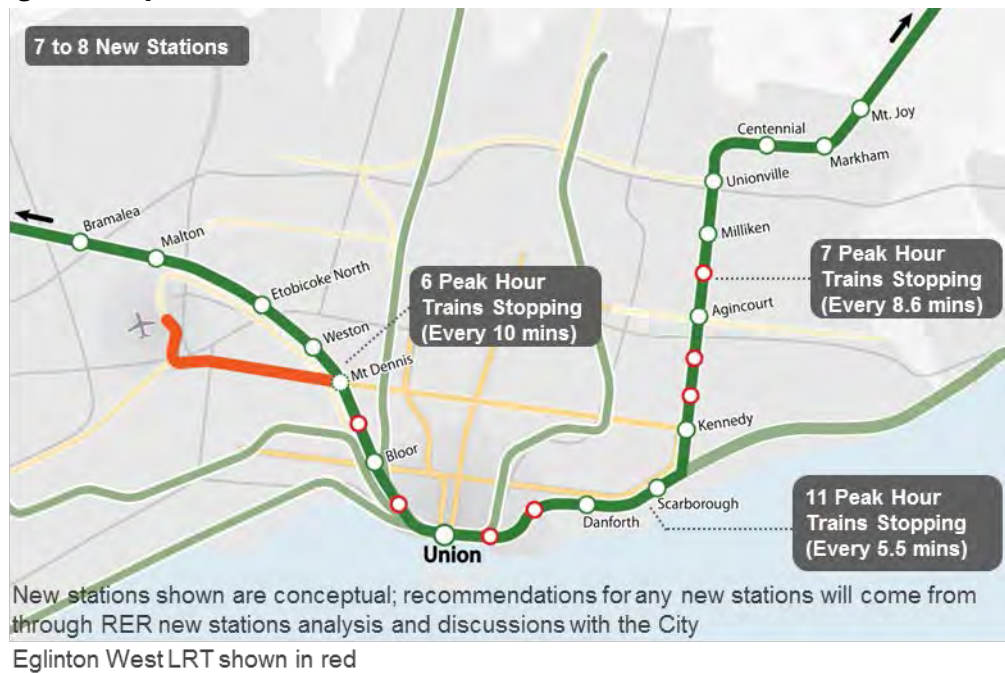 7 to 8 New Stations
Mt. Joy
Centennial
Markham
Unionville
Bramalea
Malton
Milliken
Etobicoke North
6 Peak Hour
Trains Stopping
(Every 10 mins)
7 Peak Hour
Trains Stopping
(Every 8.6 mins)
Agincourt
Weston
Mt Dennis
Kennedy
Bloor
Scarborough
Danforth
11 Peak Hour
Trains Stopping
(Every 5.5 mins)
Union
New stations shown are conceptual; recommendations for any new stations will come from
through RER new stations analysis and discussions with the City
Eglinton West LRT shown in red